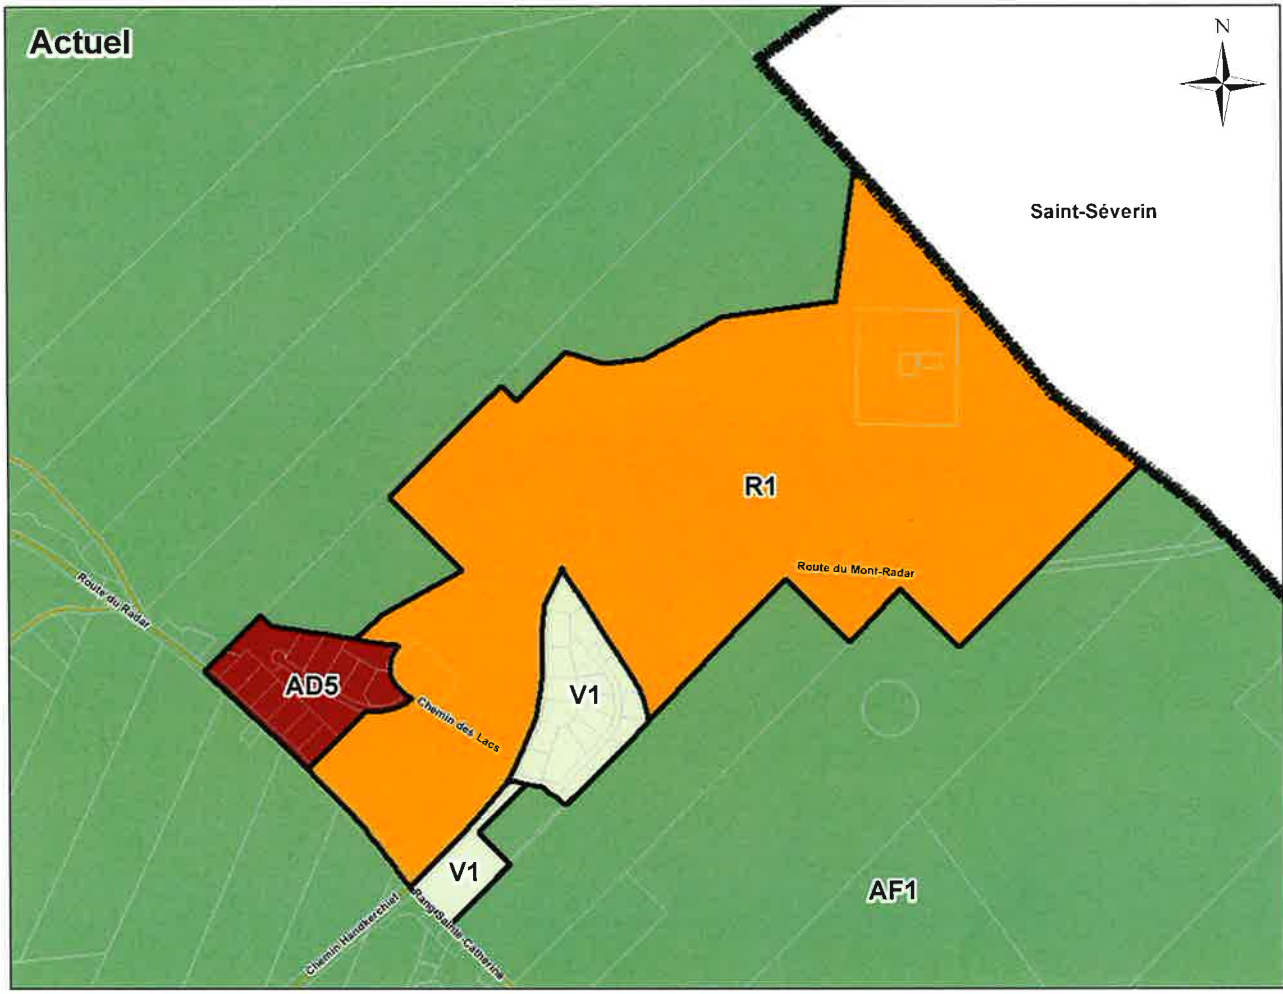 Actuel
N
Saint-Séverin
R1
Route du Mont-Radar
Route du Radar
AD5
V1
Chemin des Lacs
V1
AF1
Chemin Handkerchief
Rang Sainte-Catherine